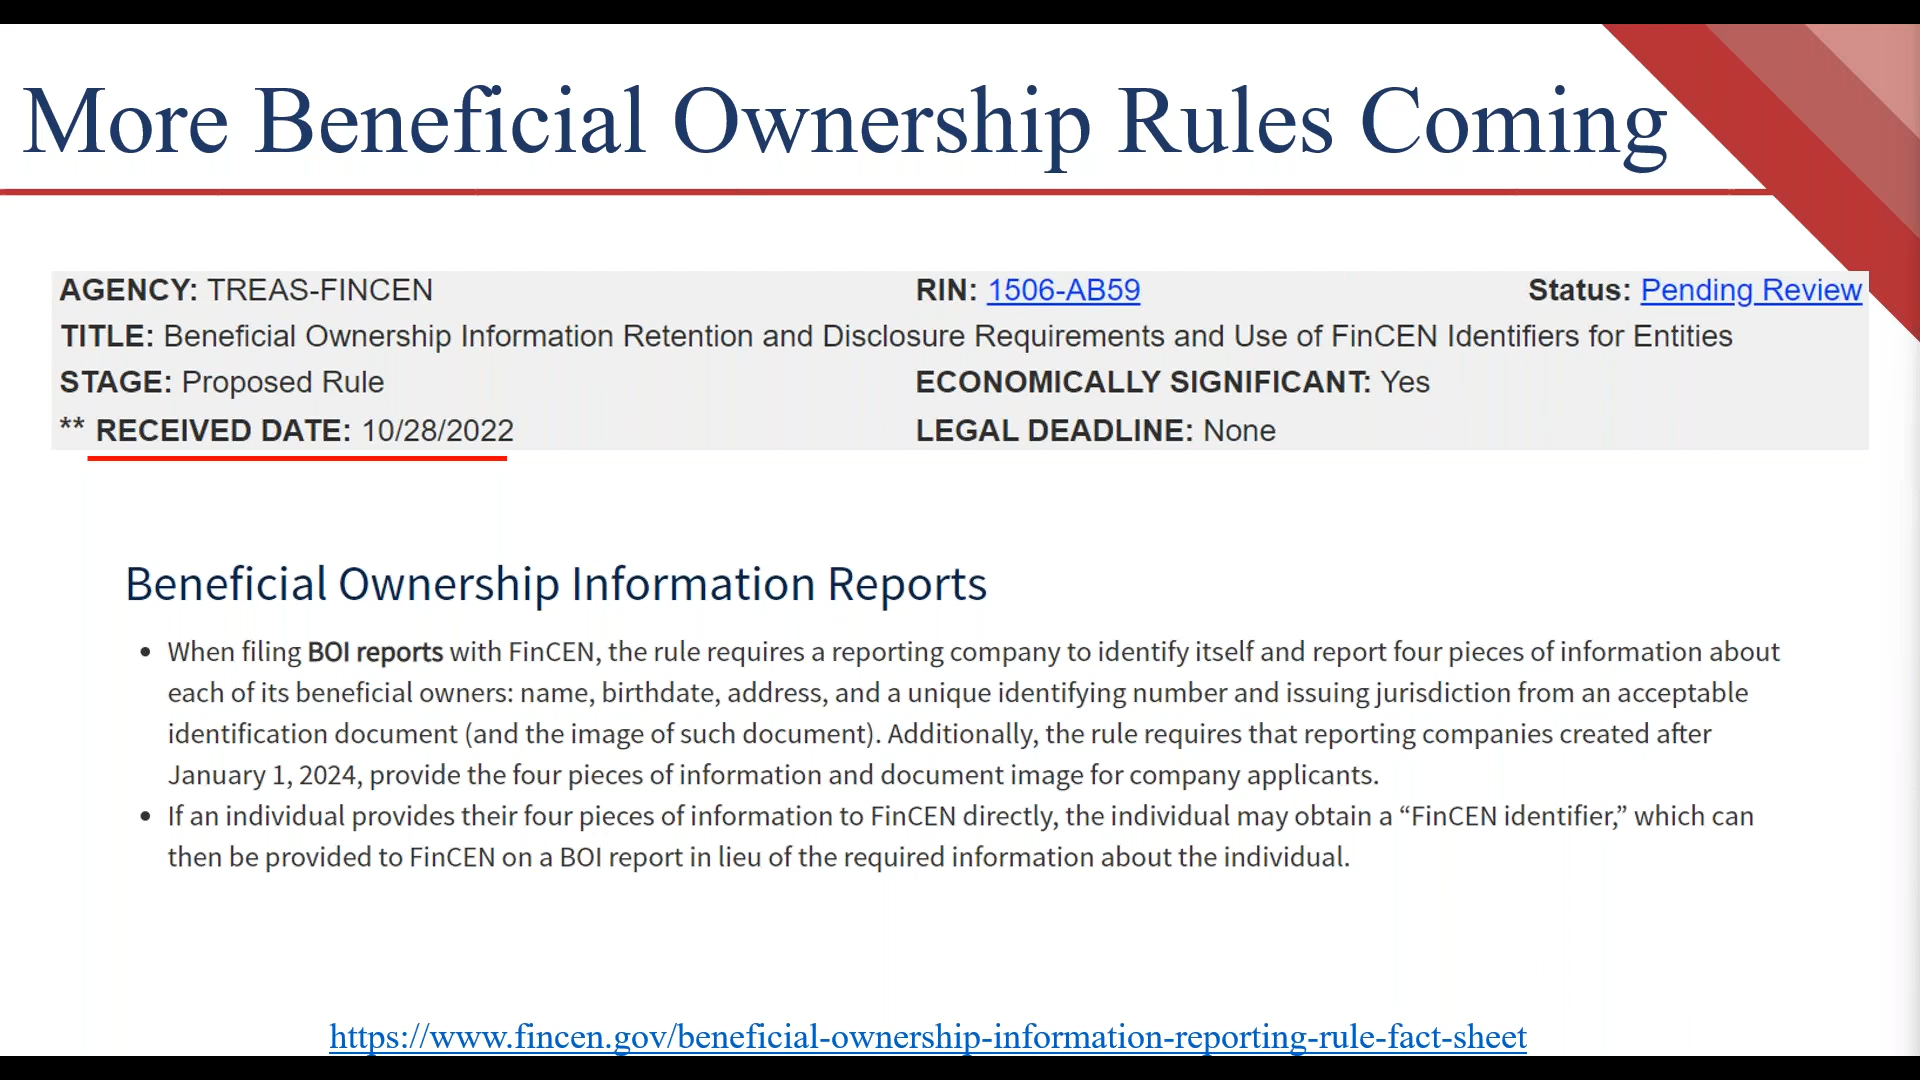 More Beneficial Ownership Rules Coming
AGENCY: TREAS-FINCEN RIN: 1506-AB59 Status: Pending Review
TITLE: Beneficial Ownership Information Retention and Disclosure Requirements and Use of FinCEN Identifiers for Entities
STAGE: Proposed Rule ECONOMICALLY SIGNIFICANT: Yes
** RECEIVED DATE: 10/28/2022 LEGAL DEADLINE: None
Beneficial Ownership Information Reports
• When filing BOI reports with FinCEN, the rule requires a reporting company to identify itself and report four pieces of information about
each of its beneficial owners: name, birthdate, address, and a unique identifying number and issuing jurisdiction from an acceptable
identification document (and the image of such document). Additionally, the rule requires that reporting companies created after
January 1, 2024, provide the four pieces of information and document image for company applicants.
• If an individual provides their four pieces of information to FinCEN directly, the individual may obtain a “FinCEN identifier,” which can
then be provided to FinCEN on a BOI report in lieu of the required information about the individual.
https://www.fincen.gov/beneficial-ownership-information-reporting-rule-fact-sheet